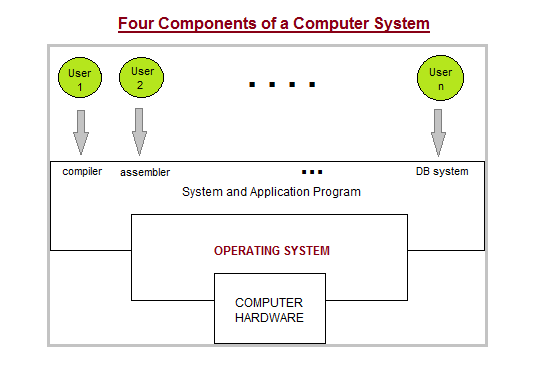 Four Components of a Computer System
User 1
User 2
. . . .
User n
compiler
assembler
...
DB system
System and Application Program
OPERATING SYSTEM
COMPUTER
HARDWARE